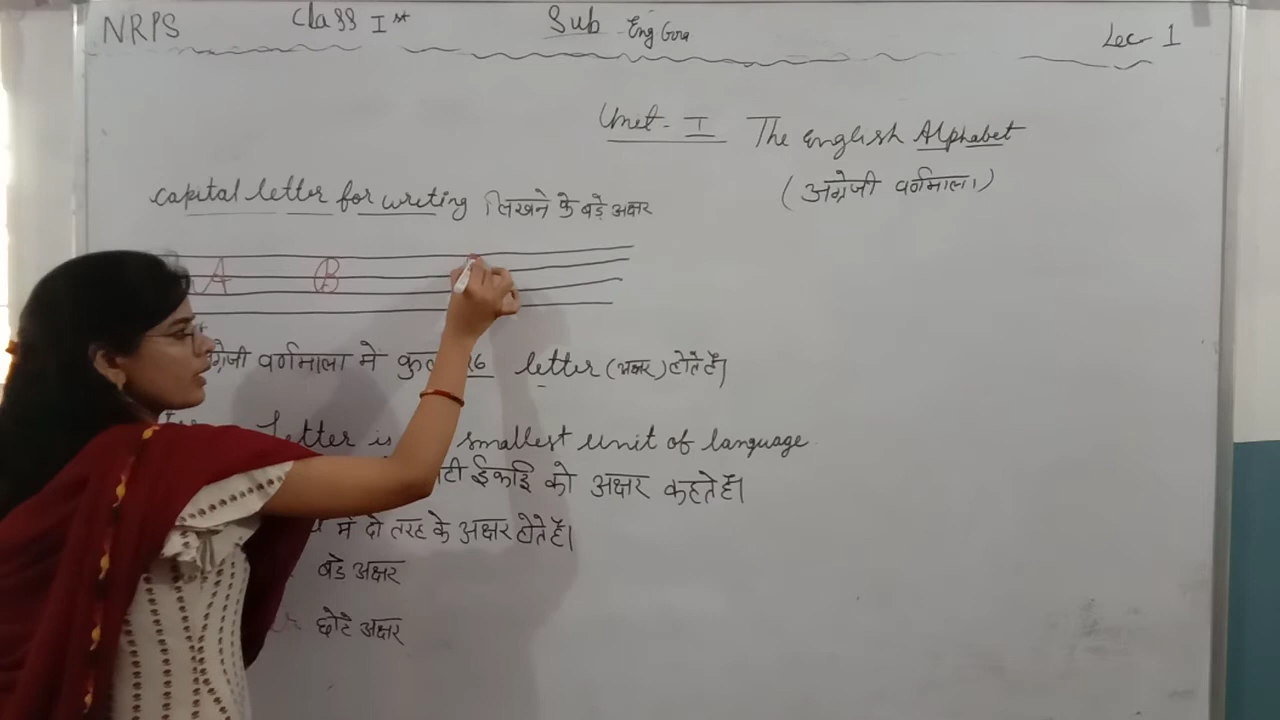 NRPS Class Ist Sub Eng Gra Lec 1
Unit - I The English Alphabet
(अंग्रेजी वर्णमाला)
capital letter for writing लिखने के बड़े अक्षर
A B
वर्णमाला मे 26 letter (अक्षर) होते हैं।
Letter is smallest unit of language
ईकाई को अक्षर कहते हैं।
में दो तरह के अक्षर होते हैं।
बडे अक्षर
छोटे अक्षर